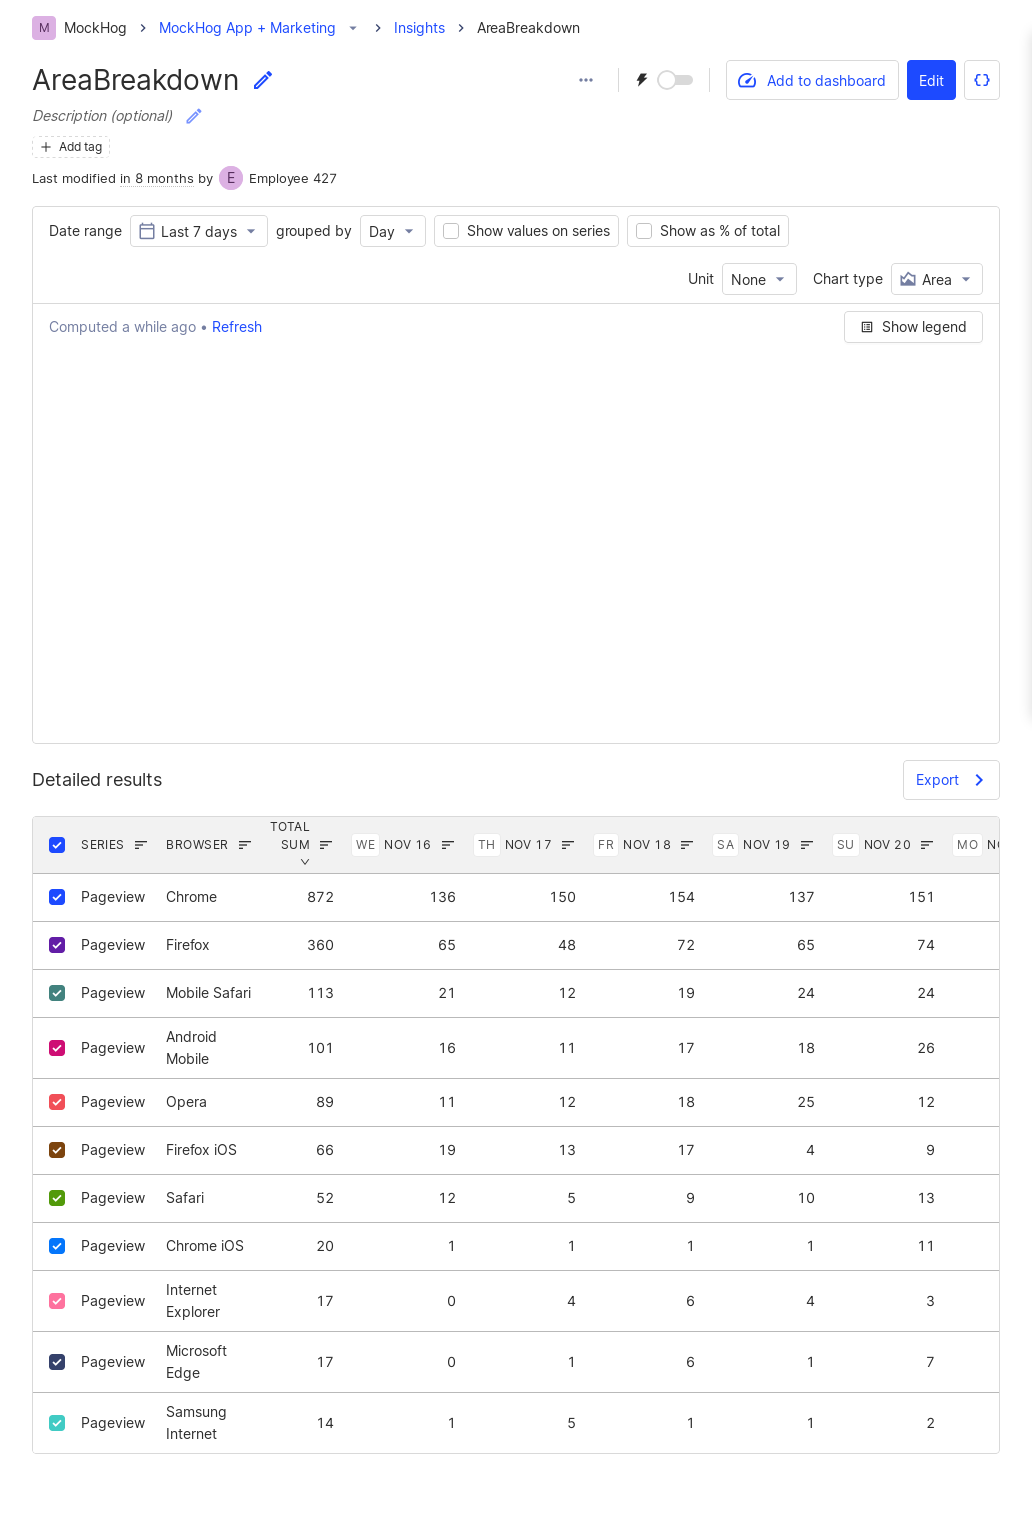 M MockHog > MockHog App + Marketing > Insights > AreaBreakdown
AreaBreakdown
Add to dashboard
Edit
Description (optional)
Add tag
Last modified in 8 months by E Employee 427
Date range Last 7 days grouped by Day Show values on series Show as % of total
Unit None Chart type Area
Computed a while ago • Refresh
Show legend
Detailed results
Export
SERIES BROWSER TOTAL SUM WE NOV 16 TH NOV 17 FR NOV 18 SA NOV 19 SU NOV 20 MO
Pageview Chrome 872 136 150 154 137 151
Pageview Firefox 360 65 48 72 65 74
Pageview Mobile Safari 113 21 12 19 24 24
Pageview Android Mobile 101 16 11 17 18 26
Pageview Opera 89 11 12 18 25 12
Pageview Firefox iOS 66 19 13 17 4 9
Pageview Safari 52 12 5 9 10 13
Pageview Chrome iOS 20 1 1 1 1 11
Pageview Internet Explorer 17 0 4 6 4 3
Pageview Microsoft Edge 17 0 1 6 1 7
Pageview Samsung Internet 14 1 5 1 1 2